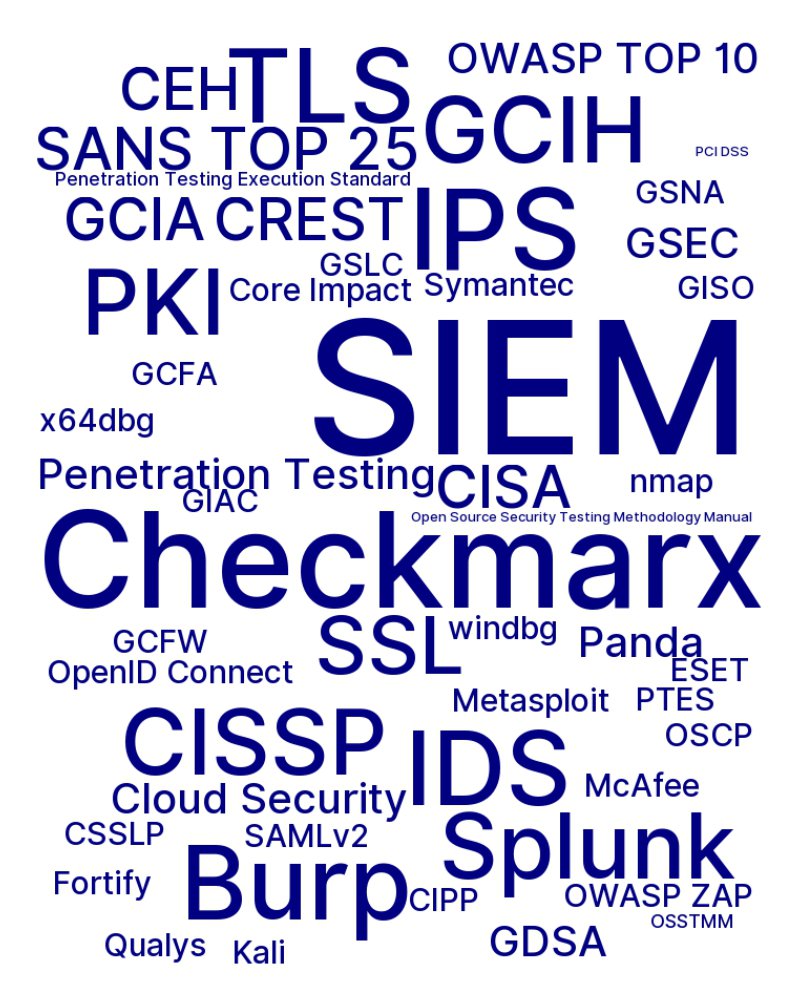 OWASP TOP 10
TLS
CEH
GCIH
SANS TOP 25
PCI DSS
Penetration Testing Execution Standard
GSNA
GCIA
CREST
IPS
GSEC
GSLC
Core Impact
Symantec
GISO
PKI
SIEM
GCFA
x64dbg
Penetration Testing
CISA
nmap
GIAC
Open Source Security Testing Methodology Manual
Checkmarx
windbg
GCFW
SSL
Panda
OpenID Connect
ESET
Metasploit
PTES
CISSP
OSCP
IDS
McAfee
Cloud Security
CSSLP
SAMLv2
Splunk
Fortify
Burp
CIPP
OWASP ZAP
OSSTMM
Qualys
Kali
GDSA